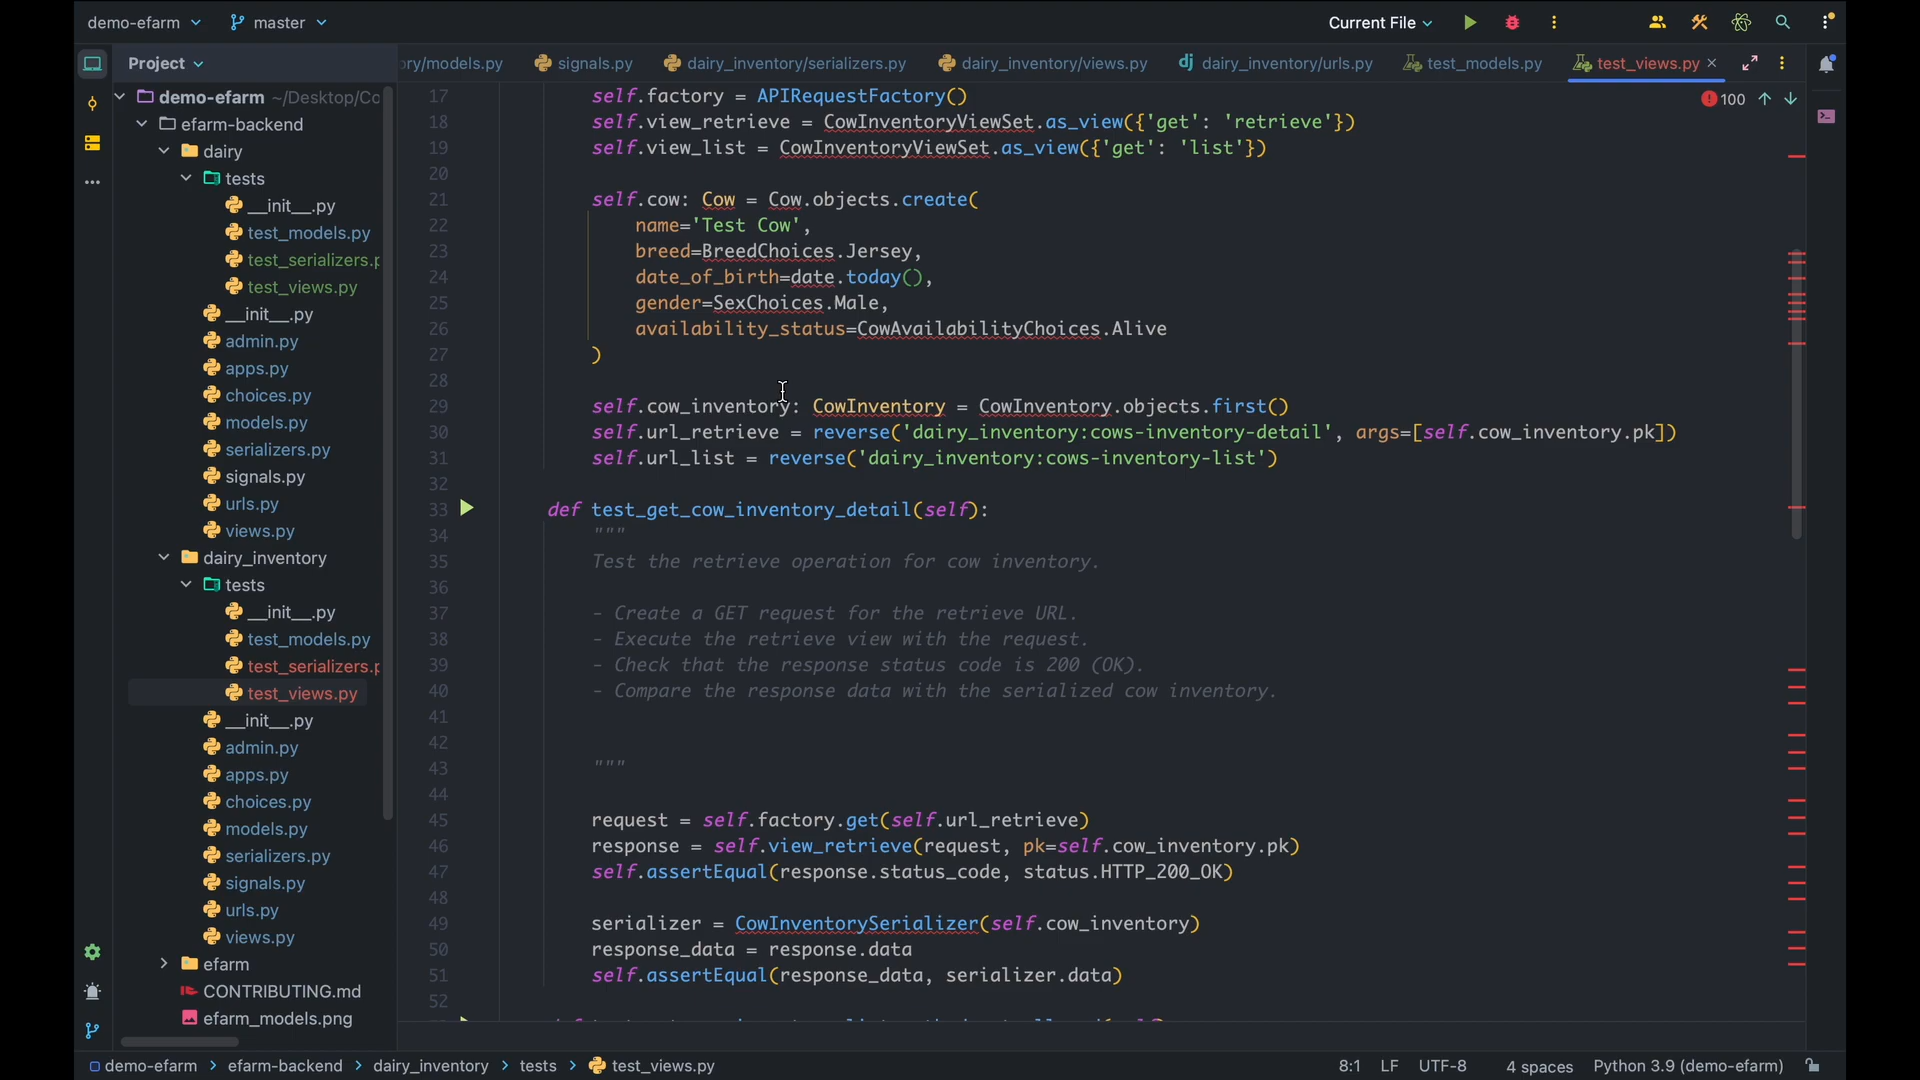 demo-efarm
master
Current File
Project
ory/models.py
signals.py
dairy_inventory/serializers.py
dairy_inventory/views.py
dj dairy_inventory/urls.py
test_models.py
test_views.py
100
demo-efarm ~/Desktop/Co
efarm-backend
dairy
tests
__init__.py
test_models.py
test_serializers.p
test_views.py
__init__.py
admin.py
apps.py
choices.py
models.py
serializers.py
signals.py
urls.py
views.py
dairy_inventory
tests
__init__.py
test_models.py
test_serializers.p
test_views.py
__init__.py
admin.py
apps.py
choices.py
models.py
serializers.py
signals.py
urls.py
views.py
efarm
CONTRIBUTING.md
efarm_models.png
17 self.factory = APIRequestFactory()
18 self.view_retrieve = CowInventoryViewSet.as_view({'get': 'retrieve'})
19 self.view_list = CowInventoryViewSet.as_view({'get': 'list'})
20
21 self.cow: Cow = Cow.objects.create(
22 name='Test Cow',
23 breed=BreedChoices.Jersey,
24 date_of_birth=date.today(),
25 gender=SexChoices.Male,
26 availability_status=CowAvailabilityChoices.Alive
27 )
28
29 self.cow_inventory: CowInventory = CowInventory.objects.first()
30 self.url_retrieve = reverse('dairy_inventory:cows-inventory-detail', args=[self.cow_inventory.pk])
31 self.url_list = reverse('dairy_inventory:cows-inventory-list')
32
33 def test_get_cow_inventory_detail(self):
34 """
35 Test the retrieve operation for cow inventory.
36
37 - Create a GET request for the retrieve URL.
38 - Execute the retrieve view with the request.
39 - Check that the response status code is 200 (OK).
40 - Compare the response data with the serialized cow inventory.
41
42
43 """
44
45 request = self.factory.get(self.url_retrieve)
46 response = self.view_retrieve(request, pk=self.cow_inventory.pk)
47 self.assertEqual(response.status_code, status.HTTP_200_OK)
48
49 serializer = CowInventorySerializer(self.cow_inventory)
50 response_data = response.data
51 self.assertEqual(response_data, serializer.data)
52
demo-efarm > efarm-backend > dairy_inventory > tests > test_views.py
8:1 LF UTF-8 4 spaces Python 3.9 (demo-efarm)